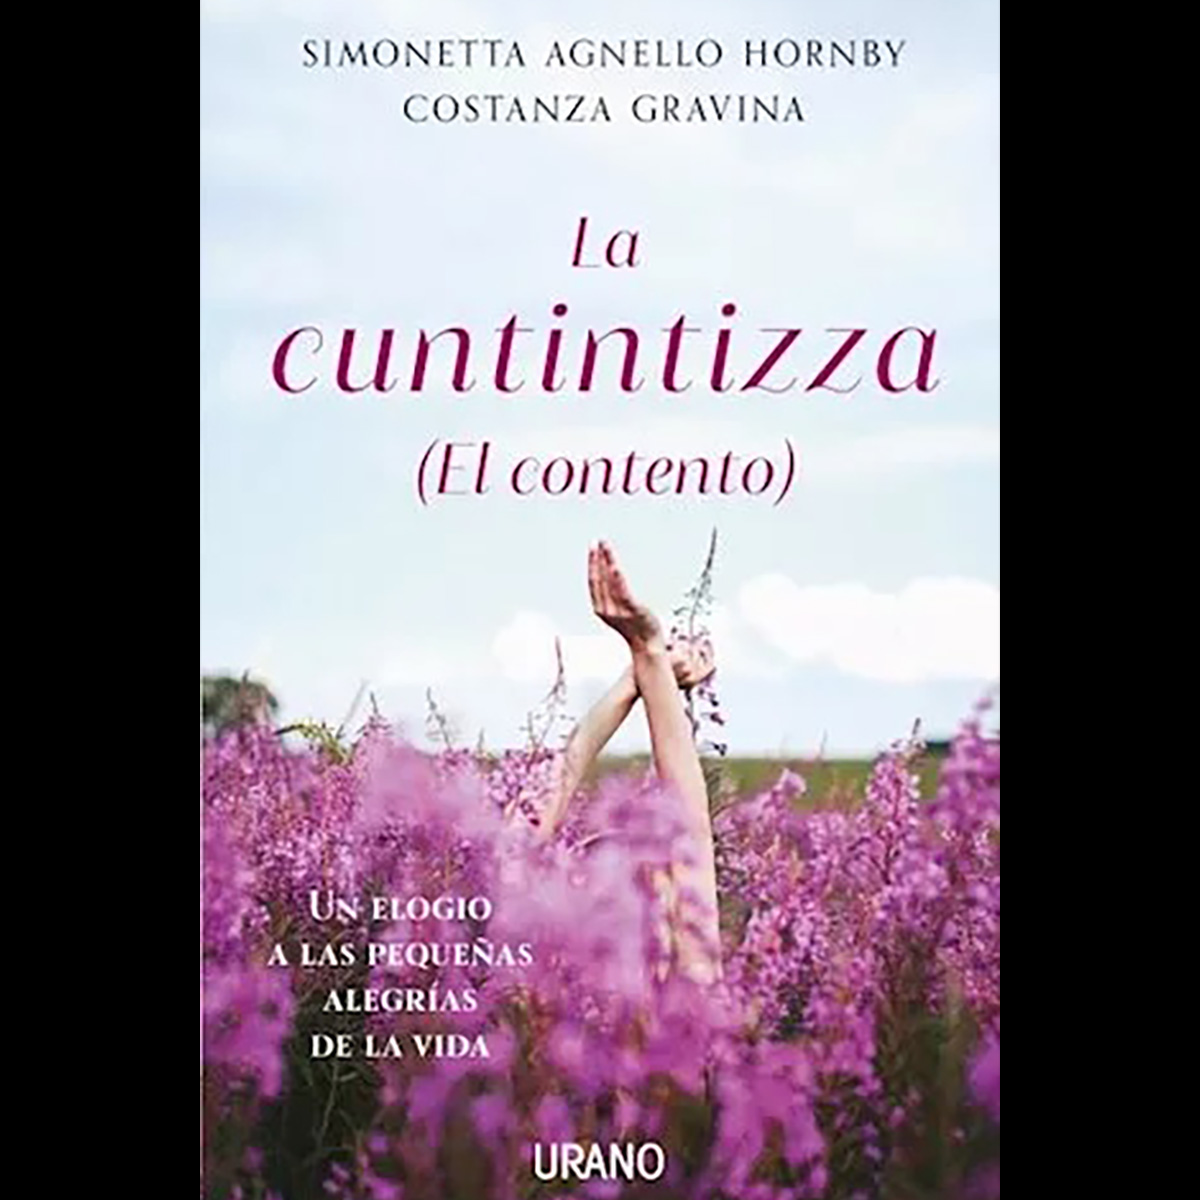 SIMONETTA AGNELLO HORNBY
COSTANZA GRAVINA
La
cuntintizza
(El contento)
UN ELOGIO
A LAS PEQUEÑAS
ALEGRÍAS
DE LA VIDA
URANO